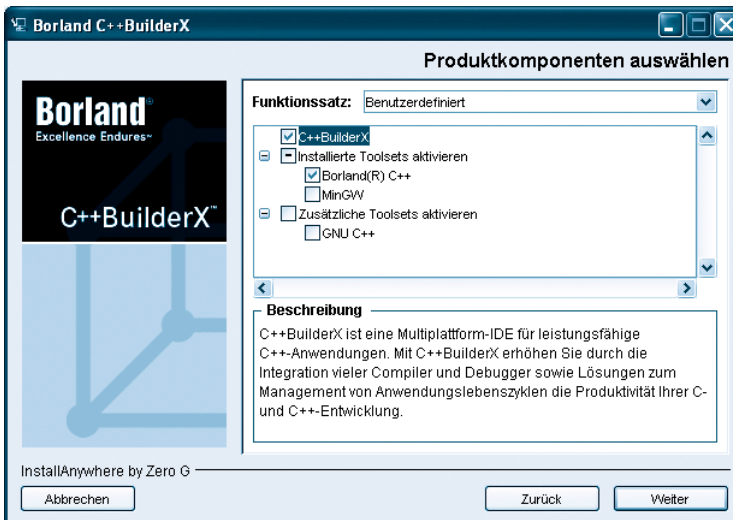 Borland C++BuilderX
Produktkomponenten auswählen
Borland®
Excellence Endures™
C++BuilderX™
Funktionssatz: Benutzerdefiniert
C++BuilderX
Installierte Toolsets aktivieren
Borland(R) C++
MinGW
Zusätzliche Toolsets aktivieren
GNU C++
Beschreibung
C++BuilderX ist eine Multiplattform-IDE für leistungsfähige
C++-Anwendungen. Mit C++BuilderX erhöhen Sie durch die
Integration vieler Compiler und Debugger sowie Lösungen zum
Management von Anwendungslebenszyklen die Produktivität Ihrer C-
und C++-Entwicklung.
InstallAnywhere by Zero G
Abbrechen
Zurück
Weiter